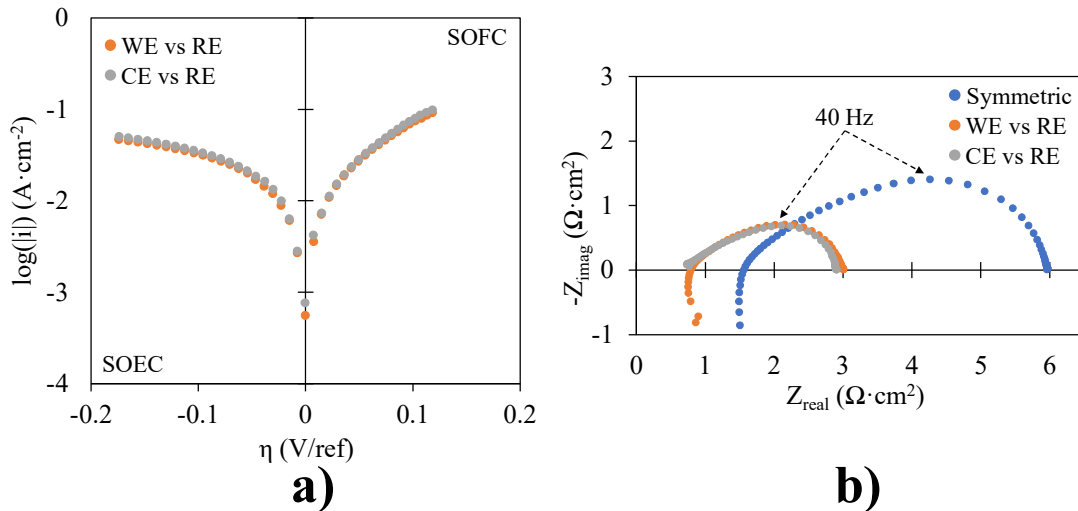 0
SOFC
WE vs RE
CE vs RE
-1
-2
-3
SOEC
-4
-0.2
-0.1
0
0.1
0.2
log(|i|) (A·cm⁻²)
η (V/ref)
a)
3
Symmetric
WE vs RE
CE vs RE
40 Hz
2
1
0
-1
0
1
2
3
4
5
6
-Z_imag (Ω·cm²)
Z_real (Ω·cm²)
b)